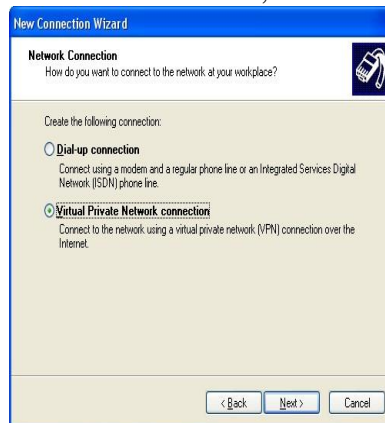 New Connection Wizard
Network Connection
How do you want to connect to the network at your workplace?
Create the following connection:
Dial-up connection
Connect using a modem and a regular phone line or an Integrated Services Digital
Network (ISDN) phone line.
Virtual Private Network connection
Connect to the network using a virtual private network (VPN) connection over the
Internet.
< Back
Next >
Cancel